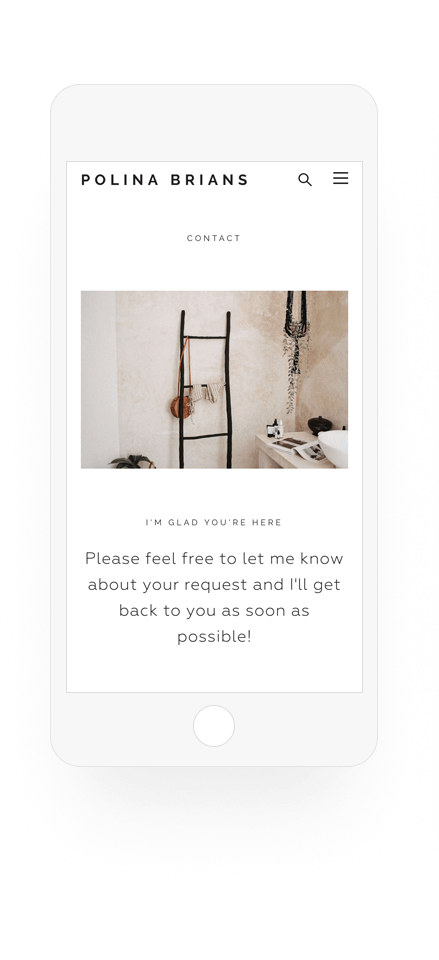 POLINA BRIANS
CONTACT
I'M GLAD YOU'RE HERE
Please feel free to let me know
about your request and I'll get
back to you as soon as
possible!